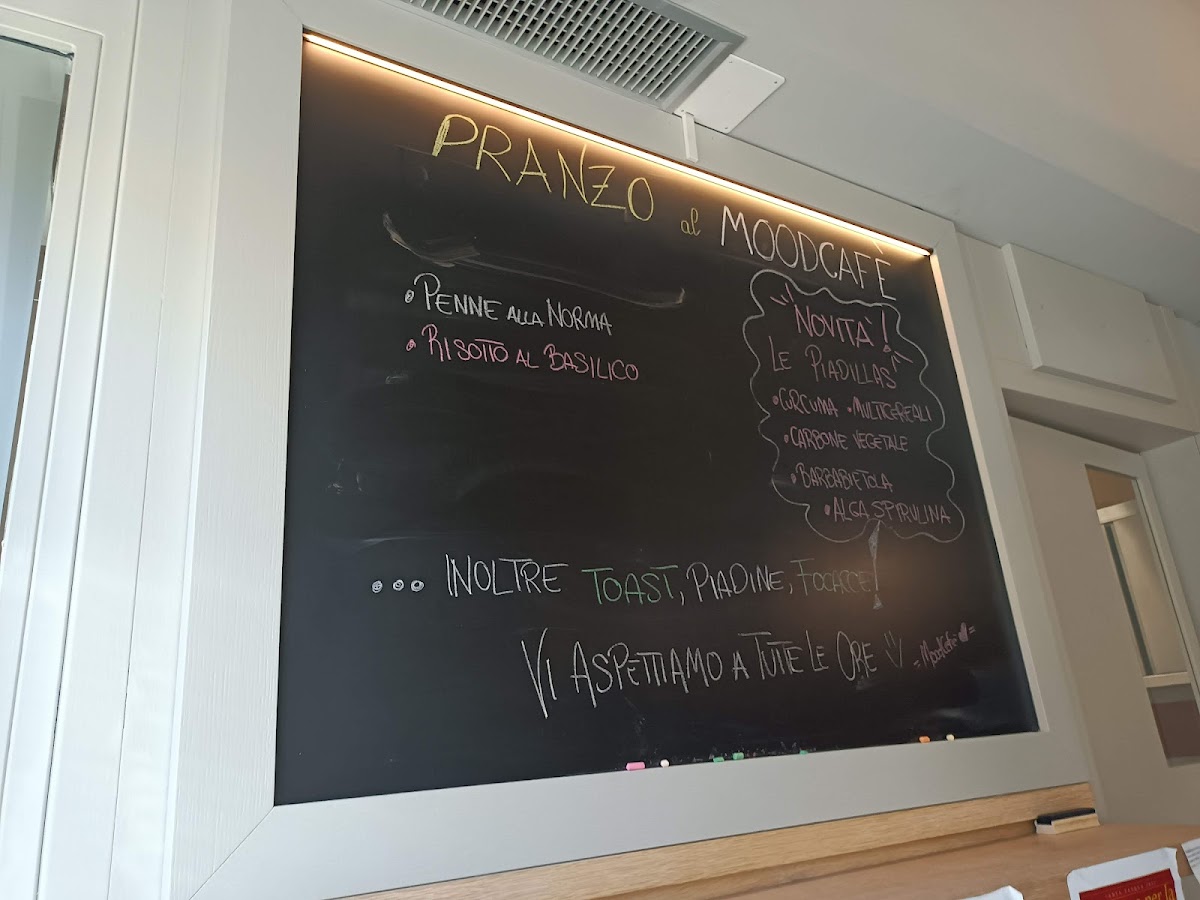 PRANZO al MOODCAFÈ
• PENNE ALLA NORMA
• RISOTTO AL BASILICO
NOVITÀ!
LE PIADILLAS
• CURCUMA • MULTICEREALI
• CARBONE VEGETALE
• BARBABIETOLA
• ALGA SPIRULINA
... INOLTRE TOAST, PIADINE, FOCACCE!
VI ASPETTIAMO A TUTTE LE ORE
= MoodCafè =